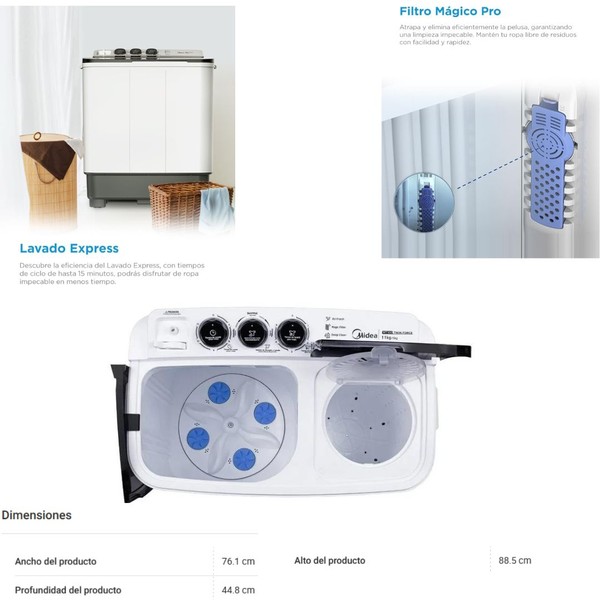 Filtro Mágico Pro
Atrapa y elimina eficientemente la pelusa, garantizando
una limpieza impecable. Mantén tu ropa libre de residuos
con facilidad y rapidez.
Lavado Express
Descubre la eficiencia del Lavado Express, con tiempos
de ciclo de hasta 15 minutos, podrás disfrutar de ropa
impecable en menos tiempo.
Midea
11kg
Dimensiones
Ancho del producto 76.1 cm
Alto del producto 88.5 cm
Profundidad del producto 44.8 cm